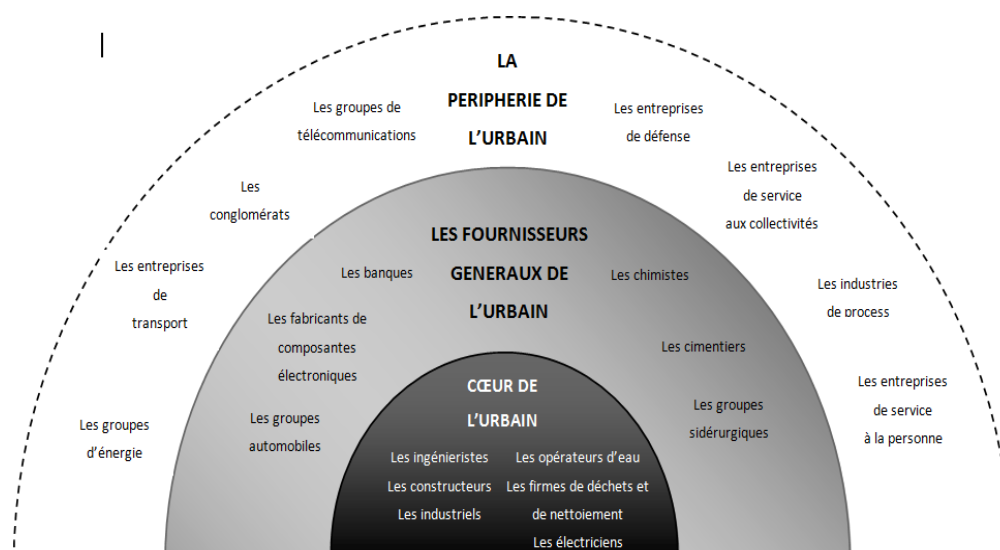 LA
PERIPHERIE DE
L'URBAIN
Les groupes de
télécommunications
Les entreprises
de défense
Les
conglomérats
Les entreprises
de service
aux collectivités
Les entreprises
de
transport
Les industries
de process
Les groupes
d'énergie
Les entreprises
de service
à la personne
LES FOURNISSEURS
GENERAUX DE
L'URBAIN
Les banques
Les chimistes
Les fabricants de
composantes
électroniques
Les cimentiers
Les groupes
automobiles
Les groupes
sidérurgiques
CŒUR DE
L'URBAIN
Les ingénieristes
Les constructeurs
Les industriels
Les opérateurs d'eau
Les firmes de déchets et
de nettoiement
Les électriciens